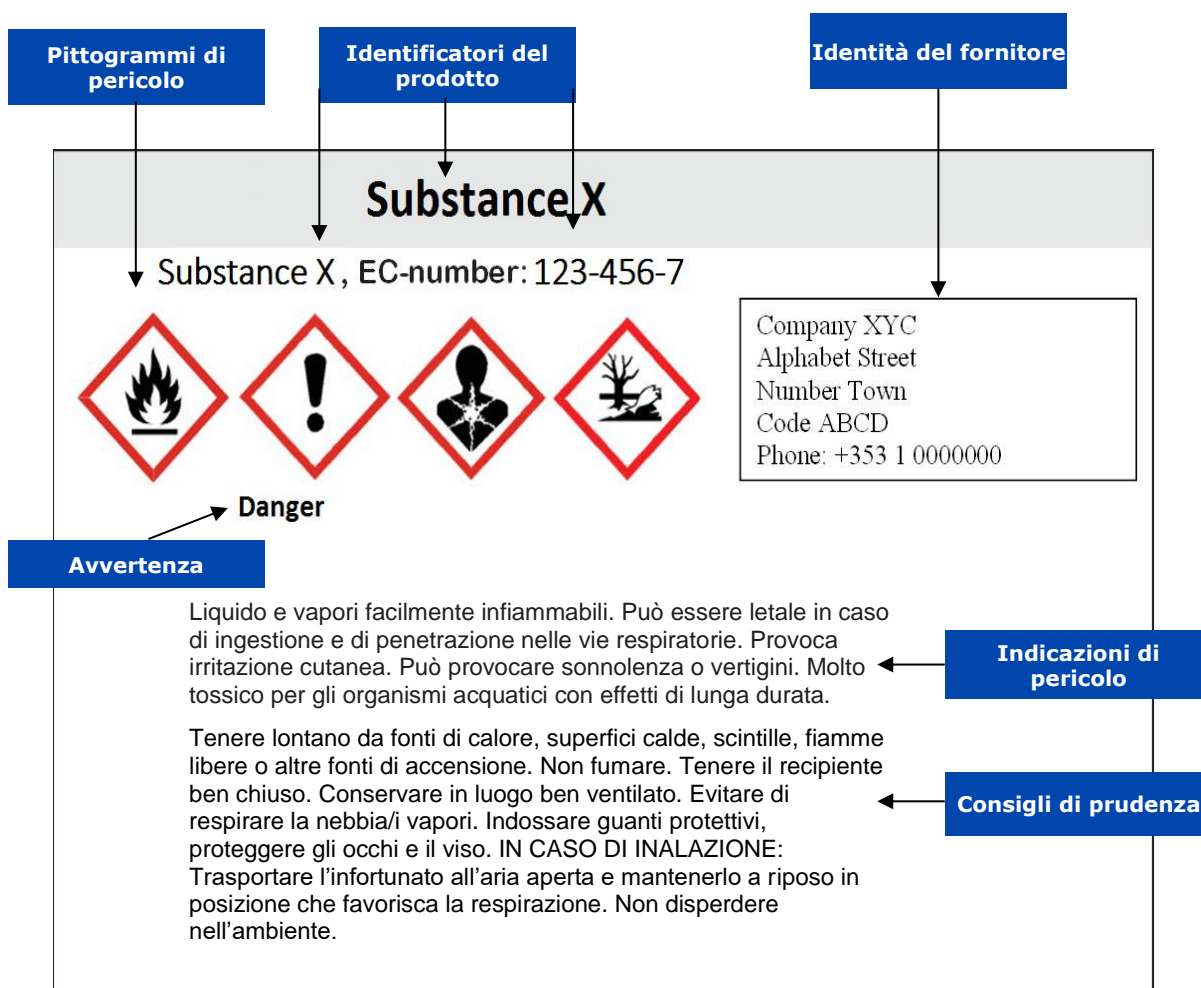 Pittogrammi di
pericolo
Identificatori del
prodotto
Identità del fornitore
Substance X
Substance X, EC-number: 123-456-7
Company XYC
Alphabet Street
Number Town
Code ABCD
Phone: +353 1 0000000
Danger
Avvertenza
Liquido e vapori facilmente infiammabili. Può essere letale in caso
di ingestione e di penetrazione nelle vie respiratorie. Provoca
irritazione cutanea. Può provocare sonnolenza o vertigini. Molto
tossico per gli organismi acquatici con effetti di lunga durata.
Indicazioni di
pericolo
Tenere lontano da fonti di calore, superfici calde, scintille, fiamme
libere o altre fonti di accensione. Non fumare. Tenere il recipiente
ben chiuso. Conservare in luogo ben ventilato. Evitare di
respirare la nebbia/i vapori. Indossare guanti protettivi,
proteggere gli occhi e il viso. IN CASO DI INALAZIONE:
Trasportare l’infortunato all’aria aperta e mantenerlo a riposo in
posizione che favorisca la respirazione. Non disperdere
nell’ambiente.
Consigli di prudenza